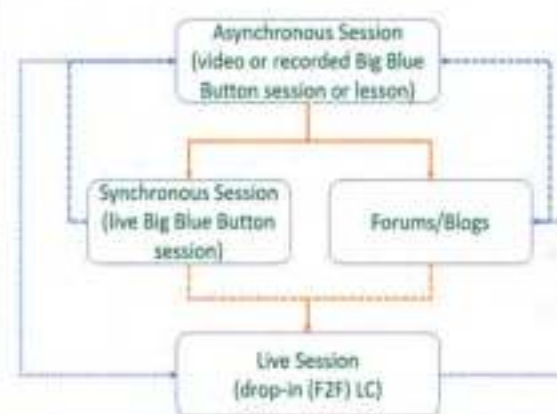 Asynchronous Session
(video or recorded Big Blue
Button session or lesson)
Synchronous Session
(live Big Blue Button
session)
Forums/Blogs
Live Session
(drop-in (F2F) LC)